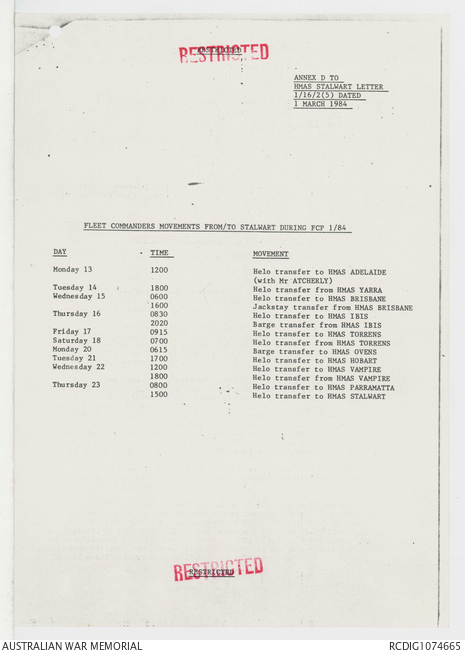 RESTRICTED
RESTRICTED
ANNEX D TO
HMAS STALWART LETTER
1/16/2(5) DATED
1 MARCH 1984
FLEET COMMANDERS MOVEMENTS FROM/TO STALWART DURING FCP 1/84
DAY TIME MOVEMENT
Monday 13 1200 Helo transfer to HMAS ADELAIDE
(with Mr ATCHERLY)
Tuesday 14 1800 Helo transfer from HMAS YARRA
Wednesday 15 0600 Helo transfer to HMAS BRISBANE
1600 Jackstay transfer from HMAS BRISBANE
Thursday 16 0830 Helo transfer to HMAS IBIS
2020 Barge transfer from IBIS
Friday 17 0915 Helo transfer to HMAS TORRENS
Saturday 18 0700 Helo transfer from HMAS TORRENS
Monday 20 0615 Barge transfer to HMAS OVENS
Tuesday 21 1700 Helo transfer to HMAS HOBART
Wednesday 22 1200 Helo transfer to HMAS VAMPIRE
1800 Helo transfer from HMAS VAMPIRE
Thursday 23 0800 Helo transfer to HMAS PARRAMATTA
1500 Helo transfer to HMAS STALWART
RESTRICTED
RESTRICTED
AUSTRALIAN WAR MEMORIAL RCDIG1074665